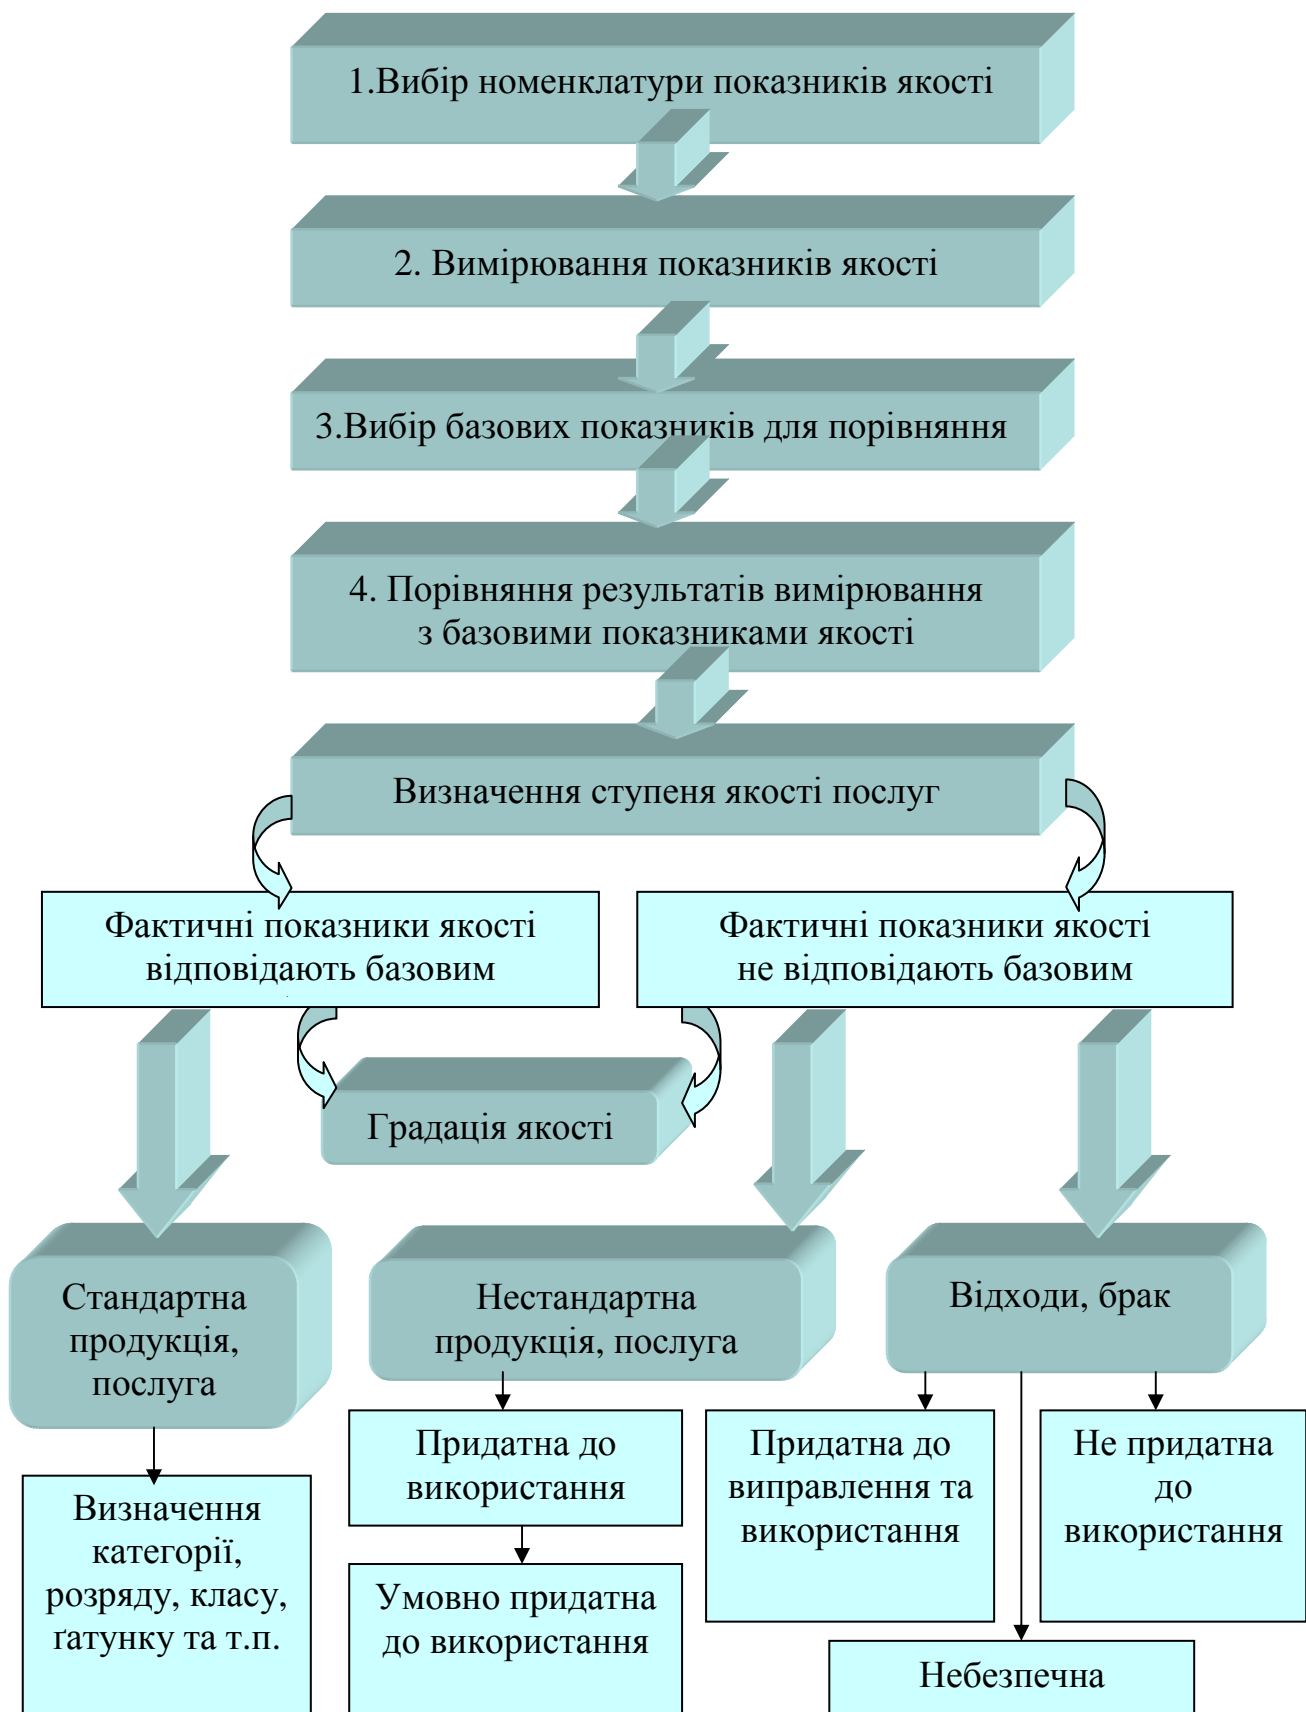 1.Вибір номенклатури показників якості
2. Вимірювання показників якості
3.Вибір базових показників для порівняння
4. Порівняння результатів вимірювання
з базовими показниками якості
Визначення ступеня якості послуг
Фактичні показники якості
відповідають базовим
Фактичні показники якості
не відповідають базовим
Градація якості
Стандартна
продукція,
послуга
Нестандартна
продукція, послуга
Відходи, брак
Визначення
категорії,
розряду, класу,
ґатунку та т.п.
Придатна до
використання
Умовно придатна
до використання
Придатна до
виправлення та
використання
Не придатна
до
використання
Небезпечна